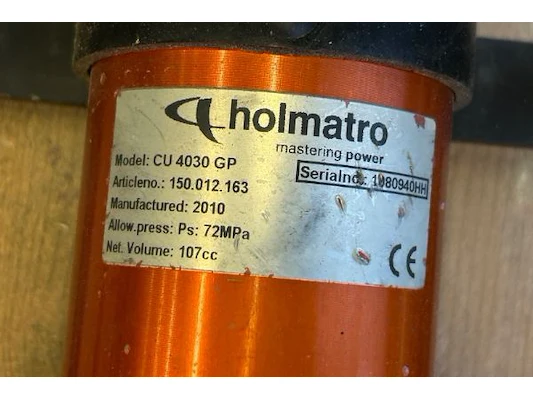 holmatro
mastering power
Model: CU 4030 GP
Serialno.: 1080940HH
Articleno.: 150.012.163
Manufactured: 2010
Allow.press: Ps: 72MPa
Net. Volume: 107cc
CE